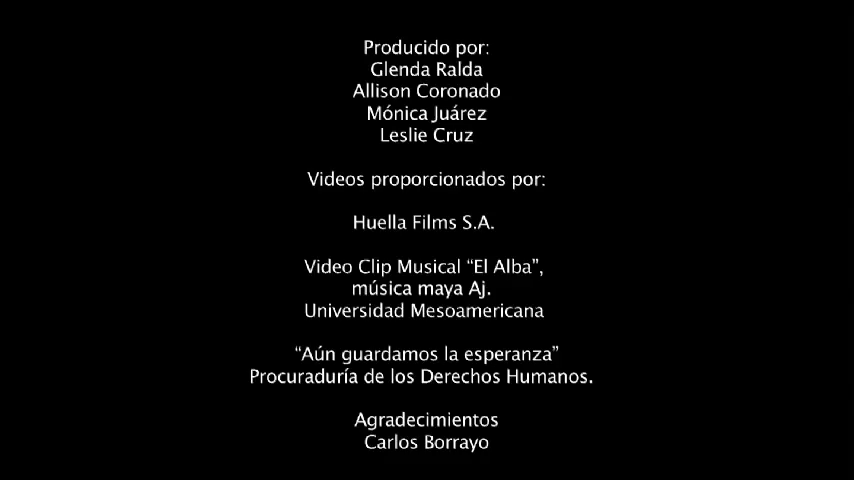 Producido por:
Glenda Ralda
Allison Coronado
Mónica Juárez
Leslie Cruz
Videos proporcionados por:
Huella Films S.A.
Video Clip Musical “El Alba”,
música maya Aj.
Universidad Mesoamericana
“Aún guardamos la esperanza”
Procuraduría de los Derechos Humanos.
Agradecimientos
Carlos Borrayo